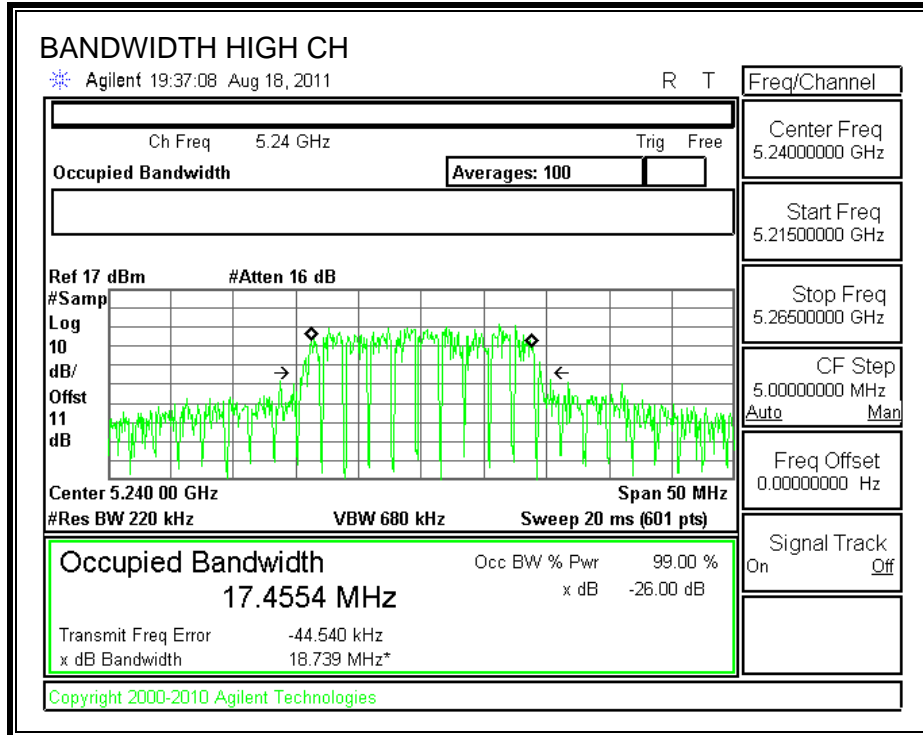 BANDWIDTH HIGH CH
Agilent 19:37:08 Aug 18, 2011 R T
Freq/Channel
Ch Freq 5.24 GHz Trig Free
Occupied Bandwidth Averages: 100
Center Freq
5.24000000 GHz
Start Freq
5.21500000 GHz
Stop Freq
5.26500000 GHz
CF Step
5.00000000 MHz
Auto Man
Freq Offset
0.00000000 Hz
Signal Track
On Off
Ref 17 dBm #Atten 16 dB
#Samp
Log
10
dB/
Offst
11
dB
Center 5.240 00 GHz Span 50 MHz
#Res BW 220 kHz VBW 680 kHz Sweep 20 ms (601 pts)
Occupied Bandwidth Occ BW % Pwr 99.00 %
17.4554 MHz x dB -26.00 dB
Transmit Freq Error -44.540 kHz
x dB Bandwidth 18.739 MHz*
Copyright 2000-2010 Agilent Technologies